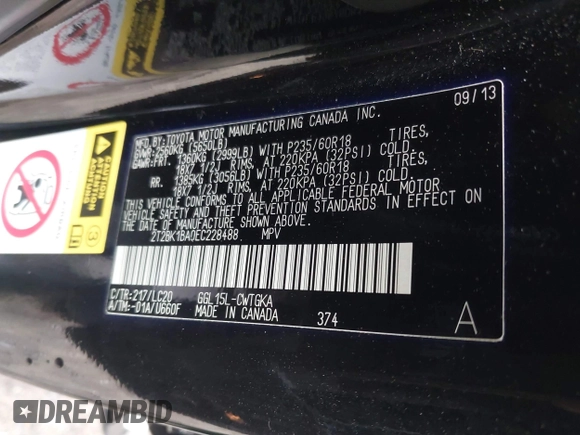 MFD.BY:TOYOTA MOTOR MANUFACTURING CANADA INC. 09/13
GVWR:2560KG (5650LB)
GAWR:FRT. 1360KG (2999LB) WITH P235/60R18 TIRES,
18X7 1/2J RIMS, AT 220KPA (32PSI) COLD.
RR. 1385KG (3056LB) WITH P235/60R18 TIRES,
18X7 1/2J RIMS, AT 220KPA (32PSI) COLD.
THIS VEHICLE CONFORMS TO ALL APPLICABLE FEDERAL MOTOR
VEHICLE SAFETY AND THEFT PREVENTION STANDARDS IN EFFECT ON
THE DATE OF MANUFACTURE SHOWN ABOVE.
2T2BK1BA0EC228488 MPV
C/TR:217/LC20 GGL15L-CWTGKA
A/TM:-01A/U660F MADE IN CANADA 374 A
CAUTION
DREAMBID